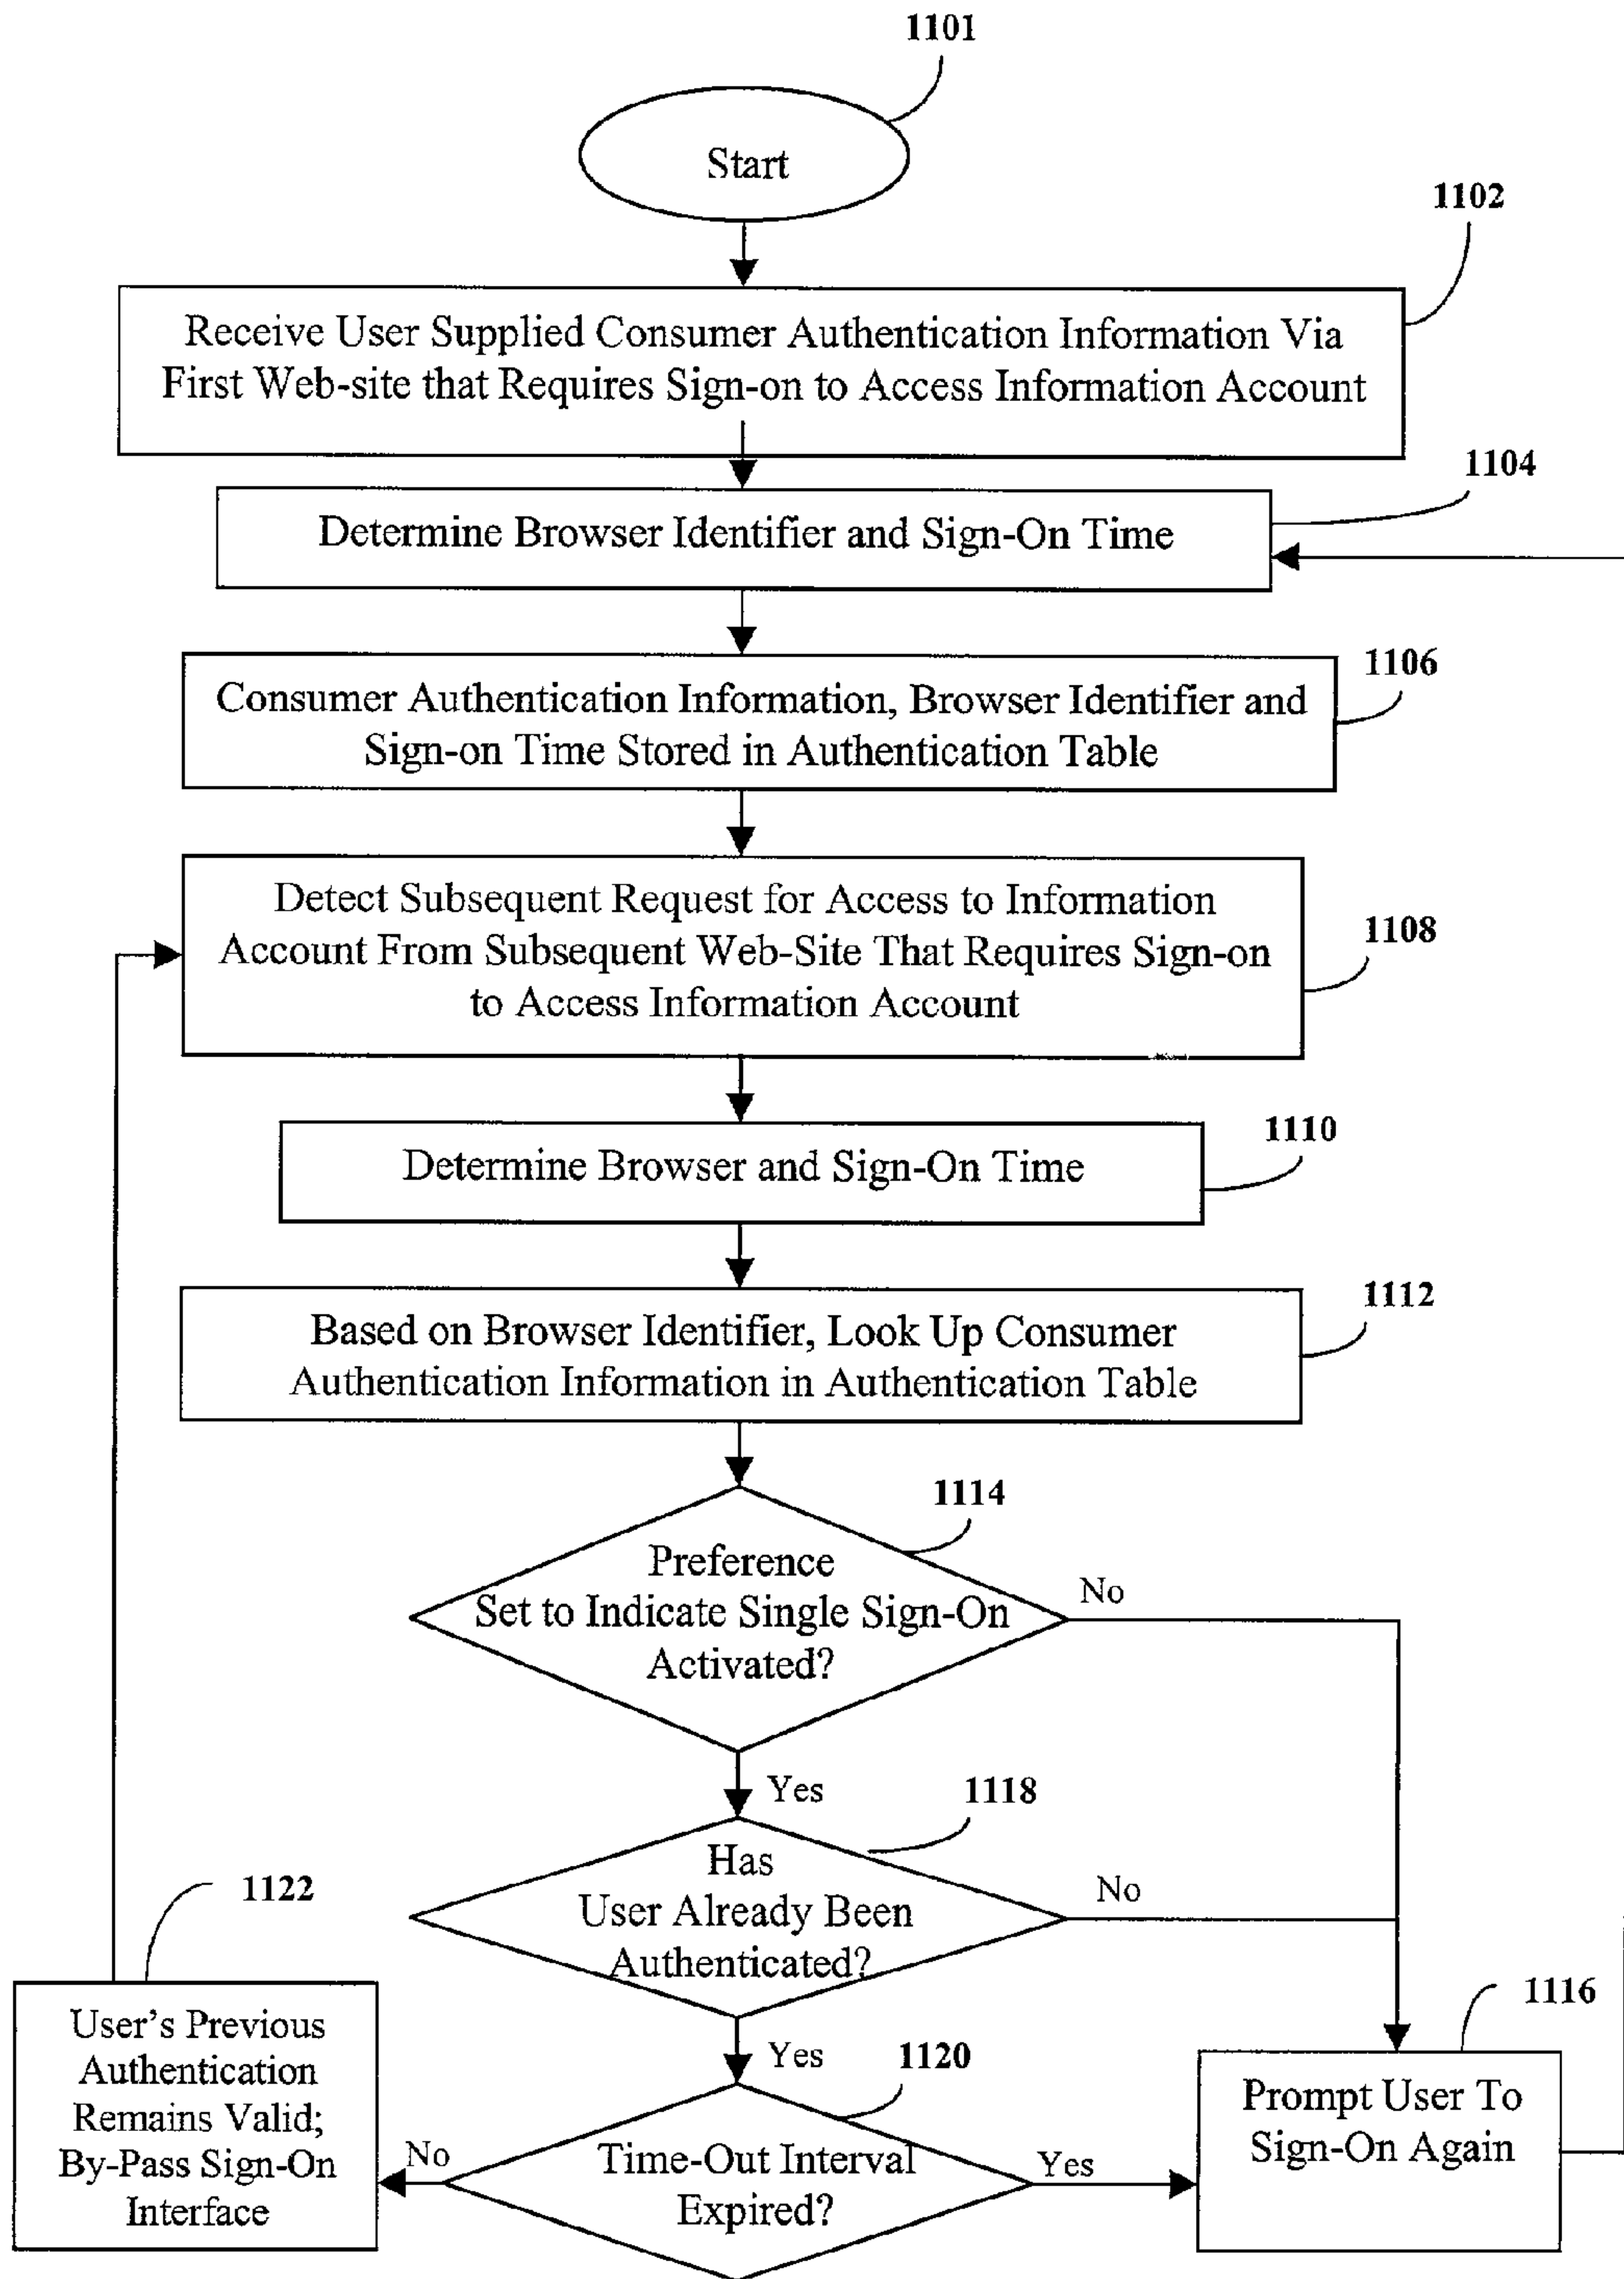 1101
Start
1102
Receive User Supplied Consumer Authentication Information Via
First Web-site that Requires Sign-on to Access Information Account
1104
Determine Browser Identifier and Sign-On Time
1106
Consumer Authentication Information, Browser Identifier and
Sign-on Time Stored in Authentication Table
Detect Subsequent Request for Access to Information
Account From Subsequent Web-Site That Requires Sign-on
to Access Information Account
1108
1110
Determine Browser and Sign-On Time
1112
Based on Browser Identifier, Look Up Consumer
Authentication Information in Authentication Table
1114
Preference
Set to Indicate Single Sign-On
Activated?
No
Yes
1118
Has
User Already Been
Authenticated?
No
1122
User's Previous
Authentication
Remains Valid;
By-Pass Sign-On
Interface
Yes
1120
Time-Out Interval
Expired?
No
Yes
1116
Prompt User To
Sign-On Again